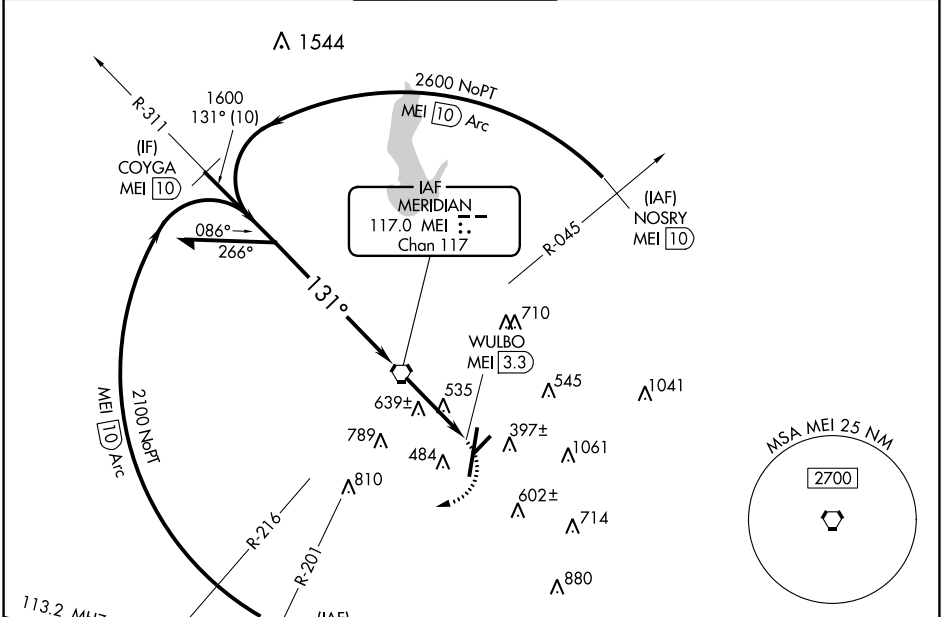 1544
2600 NoPT
MEI 10 Arc
R-311
1600
131° (10)
(IF)
COYGA
MEI 10
IAF
MERIDIAN
117.0 MEI
Chan 117
(IAF)
NOSRY
MEI 10
R-045
086°
266°
131°
710
WULBO
MEI 3.3
535
545
1041
639±
2100 NoPT
MEI 10 Arc
789
484
397±
1061
MSA MEI 25 NM
2700
810
602±
714
R-216
R-201
880
113.2